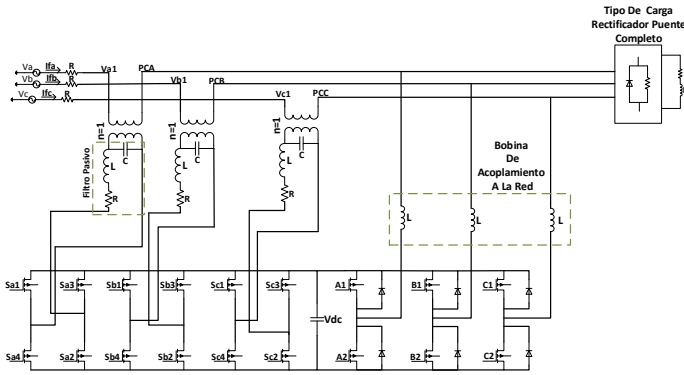 Tipo De Carga
Rectificador Puente
Completo
Va Ifa R Va1 PCA
Vb Ifb R Vb1 PCB
Vc Ifc R Vc1 PCC
n=1 n=1 n=1
Filtro Pasivo
C C C
L L L
R R R
Bobina
De
Acoplamiento
A La Red
L L L
Sa1 Sa3 Sb1 Sb3 Sc1 Sc3 A1 B1 C1
Vdc
Sa4 Sa2 Sb4 Sb2 Sc4 Sc2 A2 B2 C2